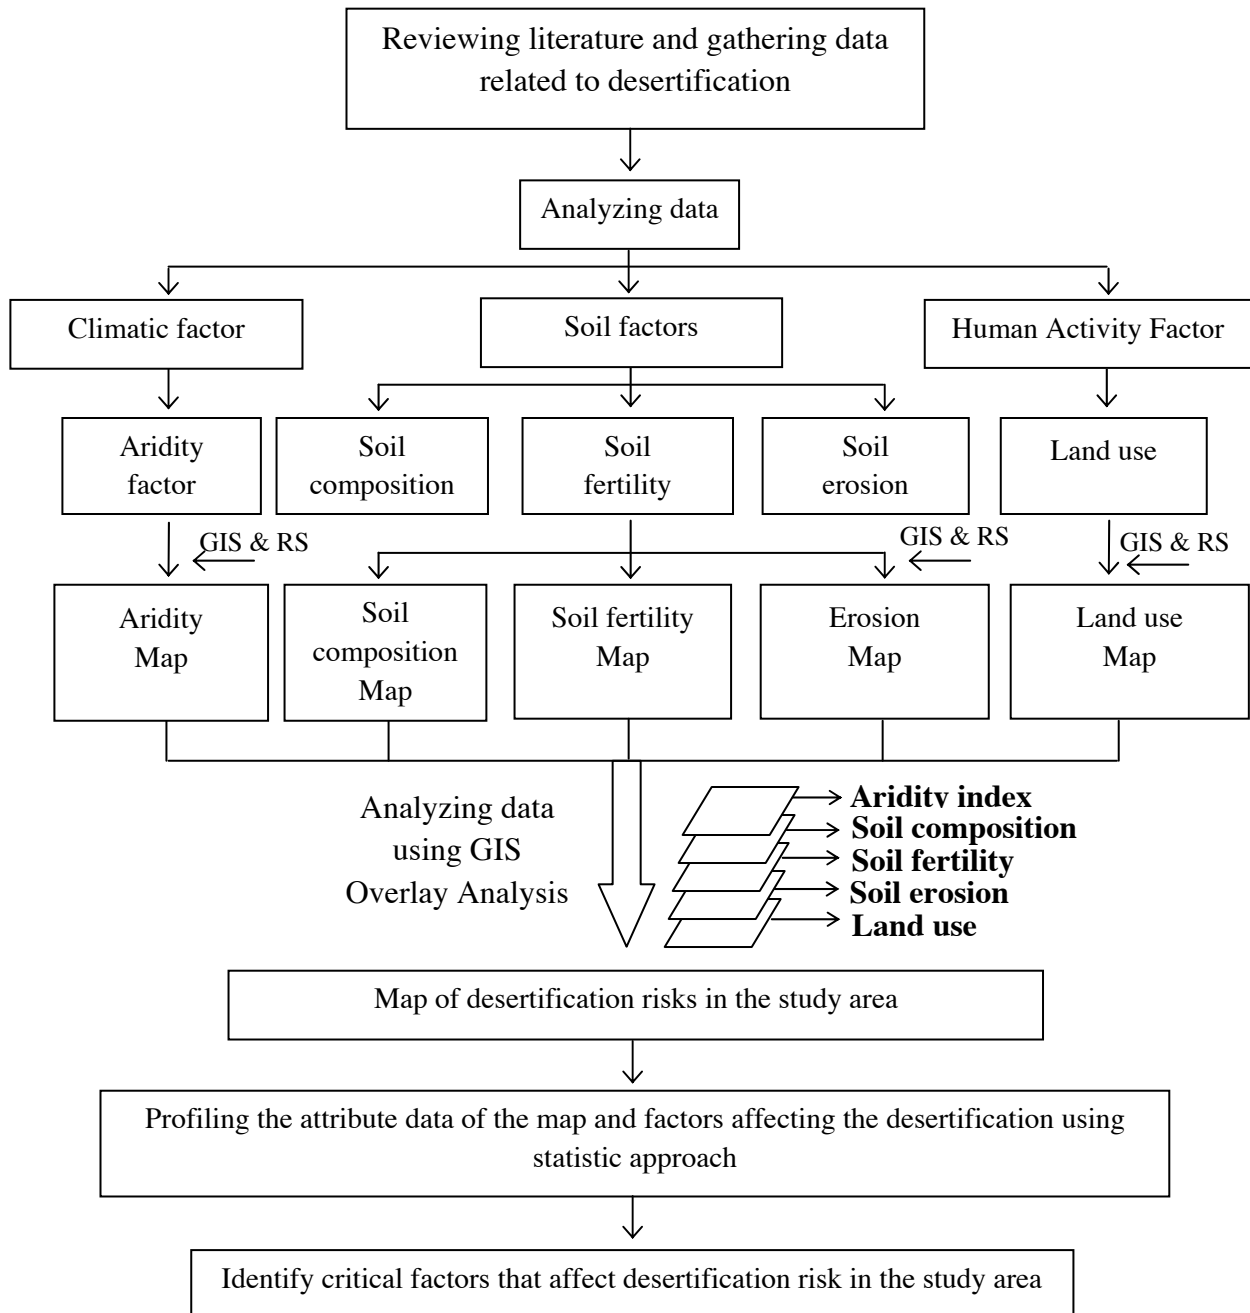 Reviewing literature and gathering data
related to desertification
Analyzing data
Climatic factor
Soil factors
Human Activity Factor
Aridity
factor
Soil
composition
Soil
fertility
Soil
erosion
Land use
GIS & RS
GIS & RS
GIS & RS
Aridity
Map
Soil
composition
Map
Soil fertility
Map
Erosion
Map
Land use
Map
Analyzing data
using GIS
Overlay Analysis
Aridity index
Soil composition
Soil fertility
Soil erosion
Land use
Map of desertification risks in the study area
Profiling the attribute data of the map and factors affecting the desertification using
statistic approach
Identify critical factors that affect desertification risk in the study area